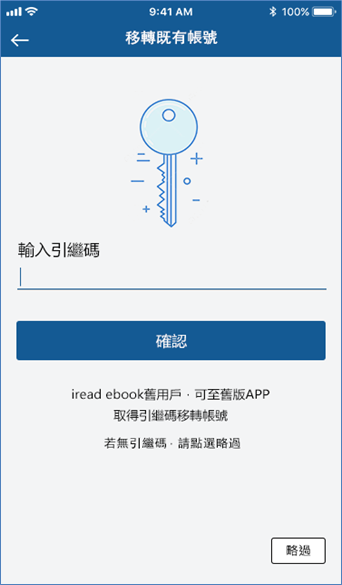 9:41 AM
100%
移轉既有帳號
輸入引繼碼
確認
iread ebook舊用戶，可至舊版APP
取得引繼碼移轉帳號
若無引繼碼，請點選略過
略過